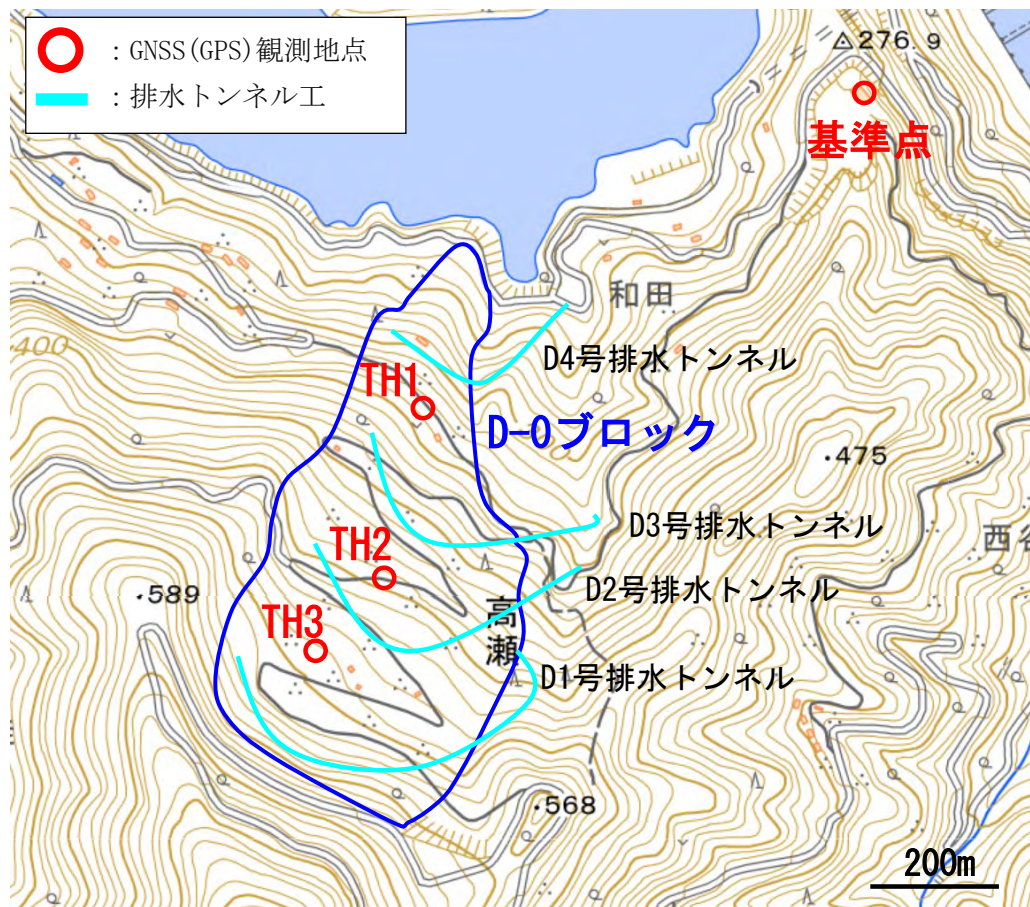 ：GNSS(GPS)観測地点
：排水トンネル工
276.9
基準点
和田
400
D4号排水トンネル
TH1
D-0ブロック
475
D3号排水トンネル
TH2
D2号排水トンネル
589
高瀬
TH3
D1号排水トンネル
568
200m